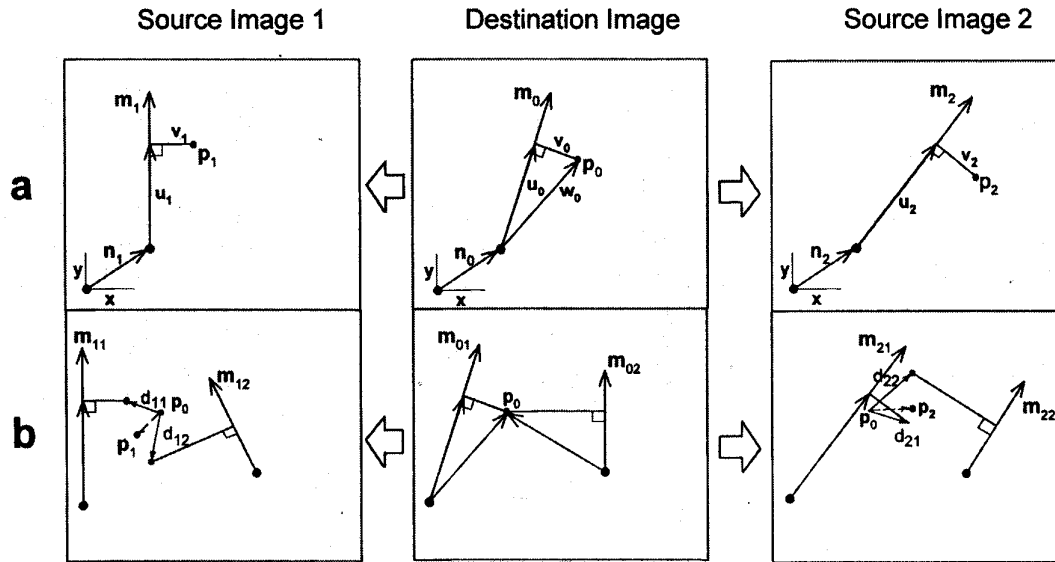 Source Image 1 Destination Image Source Image 2
a
m₁ v₁ p₁ u₁ n₁ y x
m₀ v₀ p₀ u₀ w₀ n₀ y x
m₂ v₂ p₂ u₂ n₂ y x
b
m₁₁ m₁₂ d₁₁ p₀ p₁ d₁₂
m₀₁ m₀₂ p₀
m₂₁ d₂₂ p₂ p₀ d₂₁ m₂₂